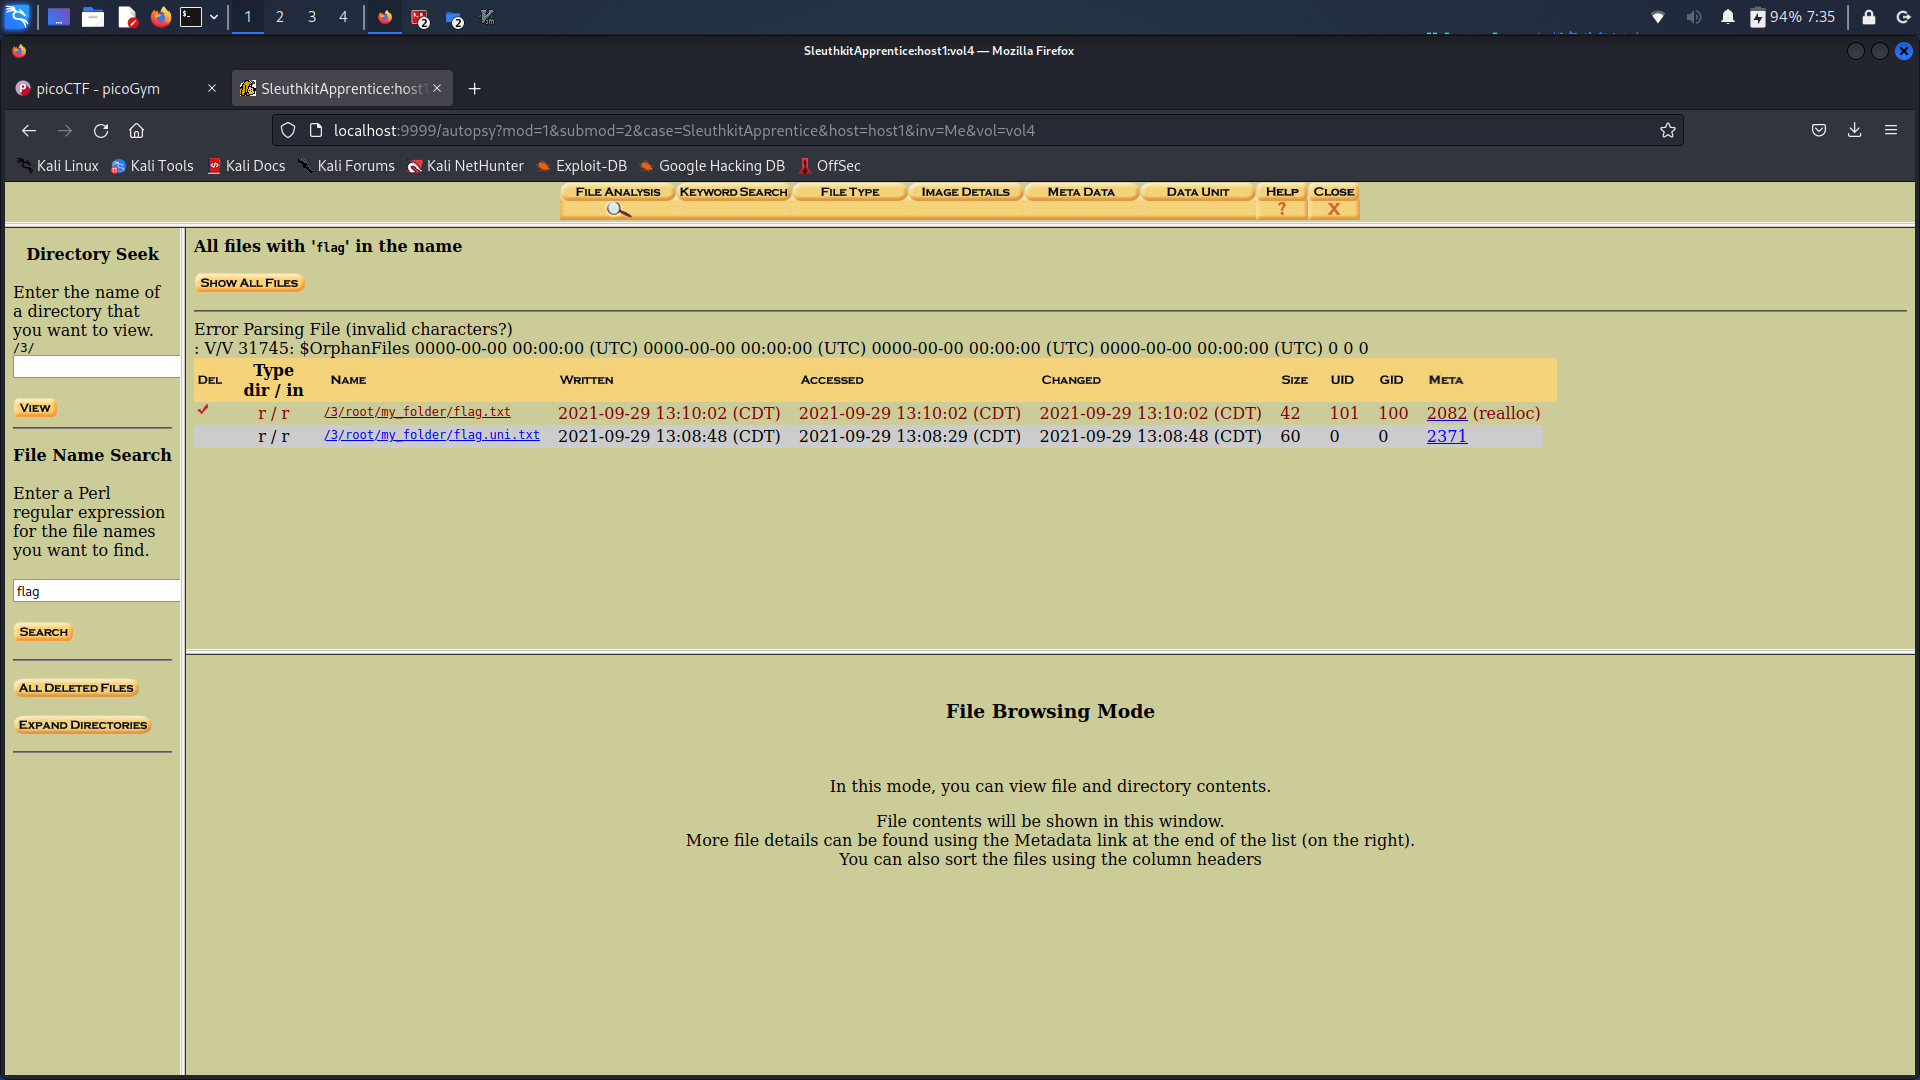 1 2 3 4 2 2 94% 7:35
SleuthkitApprentice:host1:vol4 — Mozilla Firefox
picoCTF - picoGym × SleuthkitApprentice:host1 × +
localhost:9999/autopsy?mod=1&submod=2&case=SleuthkitApprentice&host=host1&inv=Me&vol=vol4
Kali Linux Kali Tools Kali Docs Kali Forums Kali NetHunter Exploit-DB Google Hacking DB OffSec
FILE ANALYSIS KEYWORD SEARCH FILE TYPE IMAGE DETAILS META DATA DATA UNIT HELP CLOSE
? X
Directory Seek
Enter the name of
a directory that
you want to view.
/3/
VIEW
File Name Search
Enter a Perl
regular expression
for the file names
you want to find.
flag
SEARCH
ALL DELETED FILES
EXPAND DIRECTORIES
All files with 'flag' in the name
SHOW ALL FILES
Error Parsing File (invalid characters?)
: V/V 31745: $OrphanFiles 0000-00-00 00:00:00 (UTC) 0000-00-00 00:00:00 (UTC) 0000-00-00 00:00:00 (UTC) 0000-00-00 00:00:00 (UTC) 0 0 0
DEL Type dir / in NAME WRITTEN ACCESSED CHANGED SIZE UID GID META
r / r /3/root/my_folder/flag.txt 2021-09-29 13:10:02 (CDT) 2021-09-29 13:10:02 (CDT) 2021-09-29 13:10:02 (CDT) 42 101 100 2082 (realloc)
r / r /3/root/my_folder/flag.uni.txt 2021-09-29 13:08:48 (CDT) 2021-09-29 13:08:29 (CDT) 2021-09-29 13:08:48 (CDT) 60 0 0 2371
File Browsing Mode
In this mode, you can view file and directory contents.
File contents will be shown in this window.
More file details can be found using the Metadata link at the end of the list (on the right).
You can also sort the files using the column headers